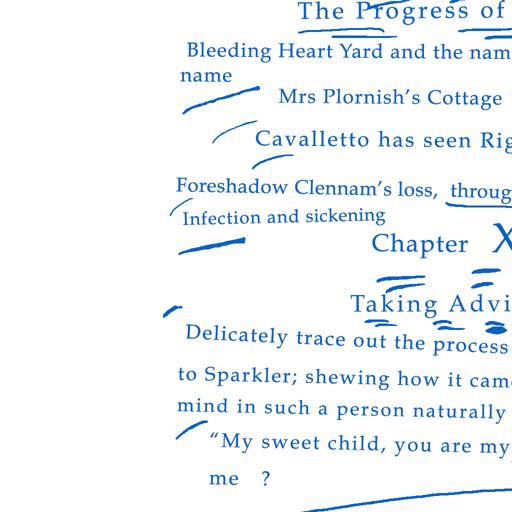 The Progress of
Bleeding Heart Yard and the nam
name
Mrs Plornish's Cottage
Cavalletto has seen Rig
Foreshadow Clennam's loss, throug
Infection and sickening
Chapter X
Taking Advi
Delicately trace out the process
to Sparkler; shewing how it cam
mind in such a person naturally
“My sweet child, you are my
me ?